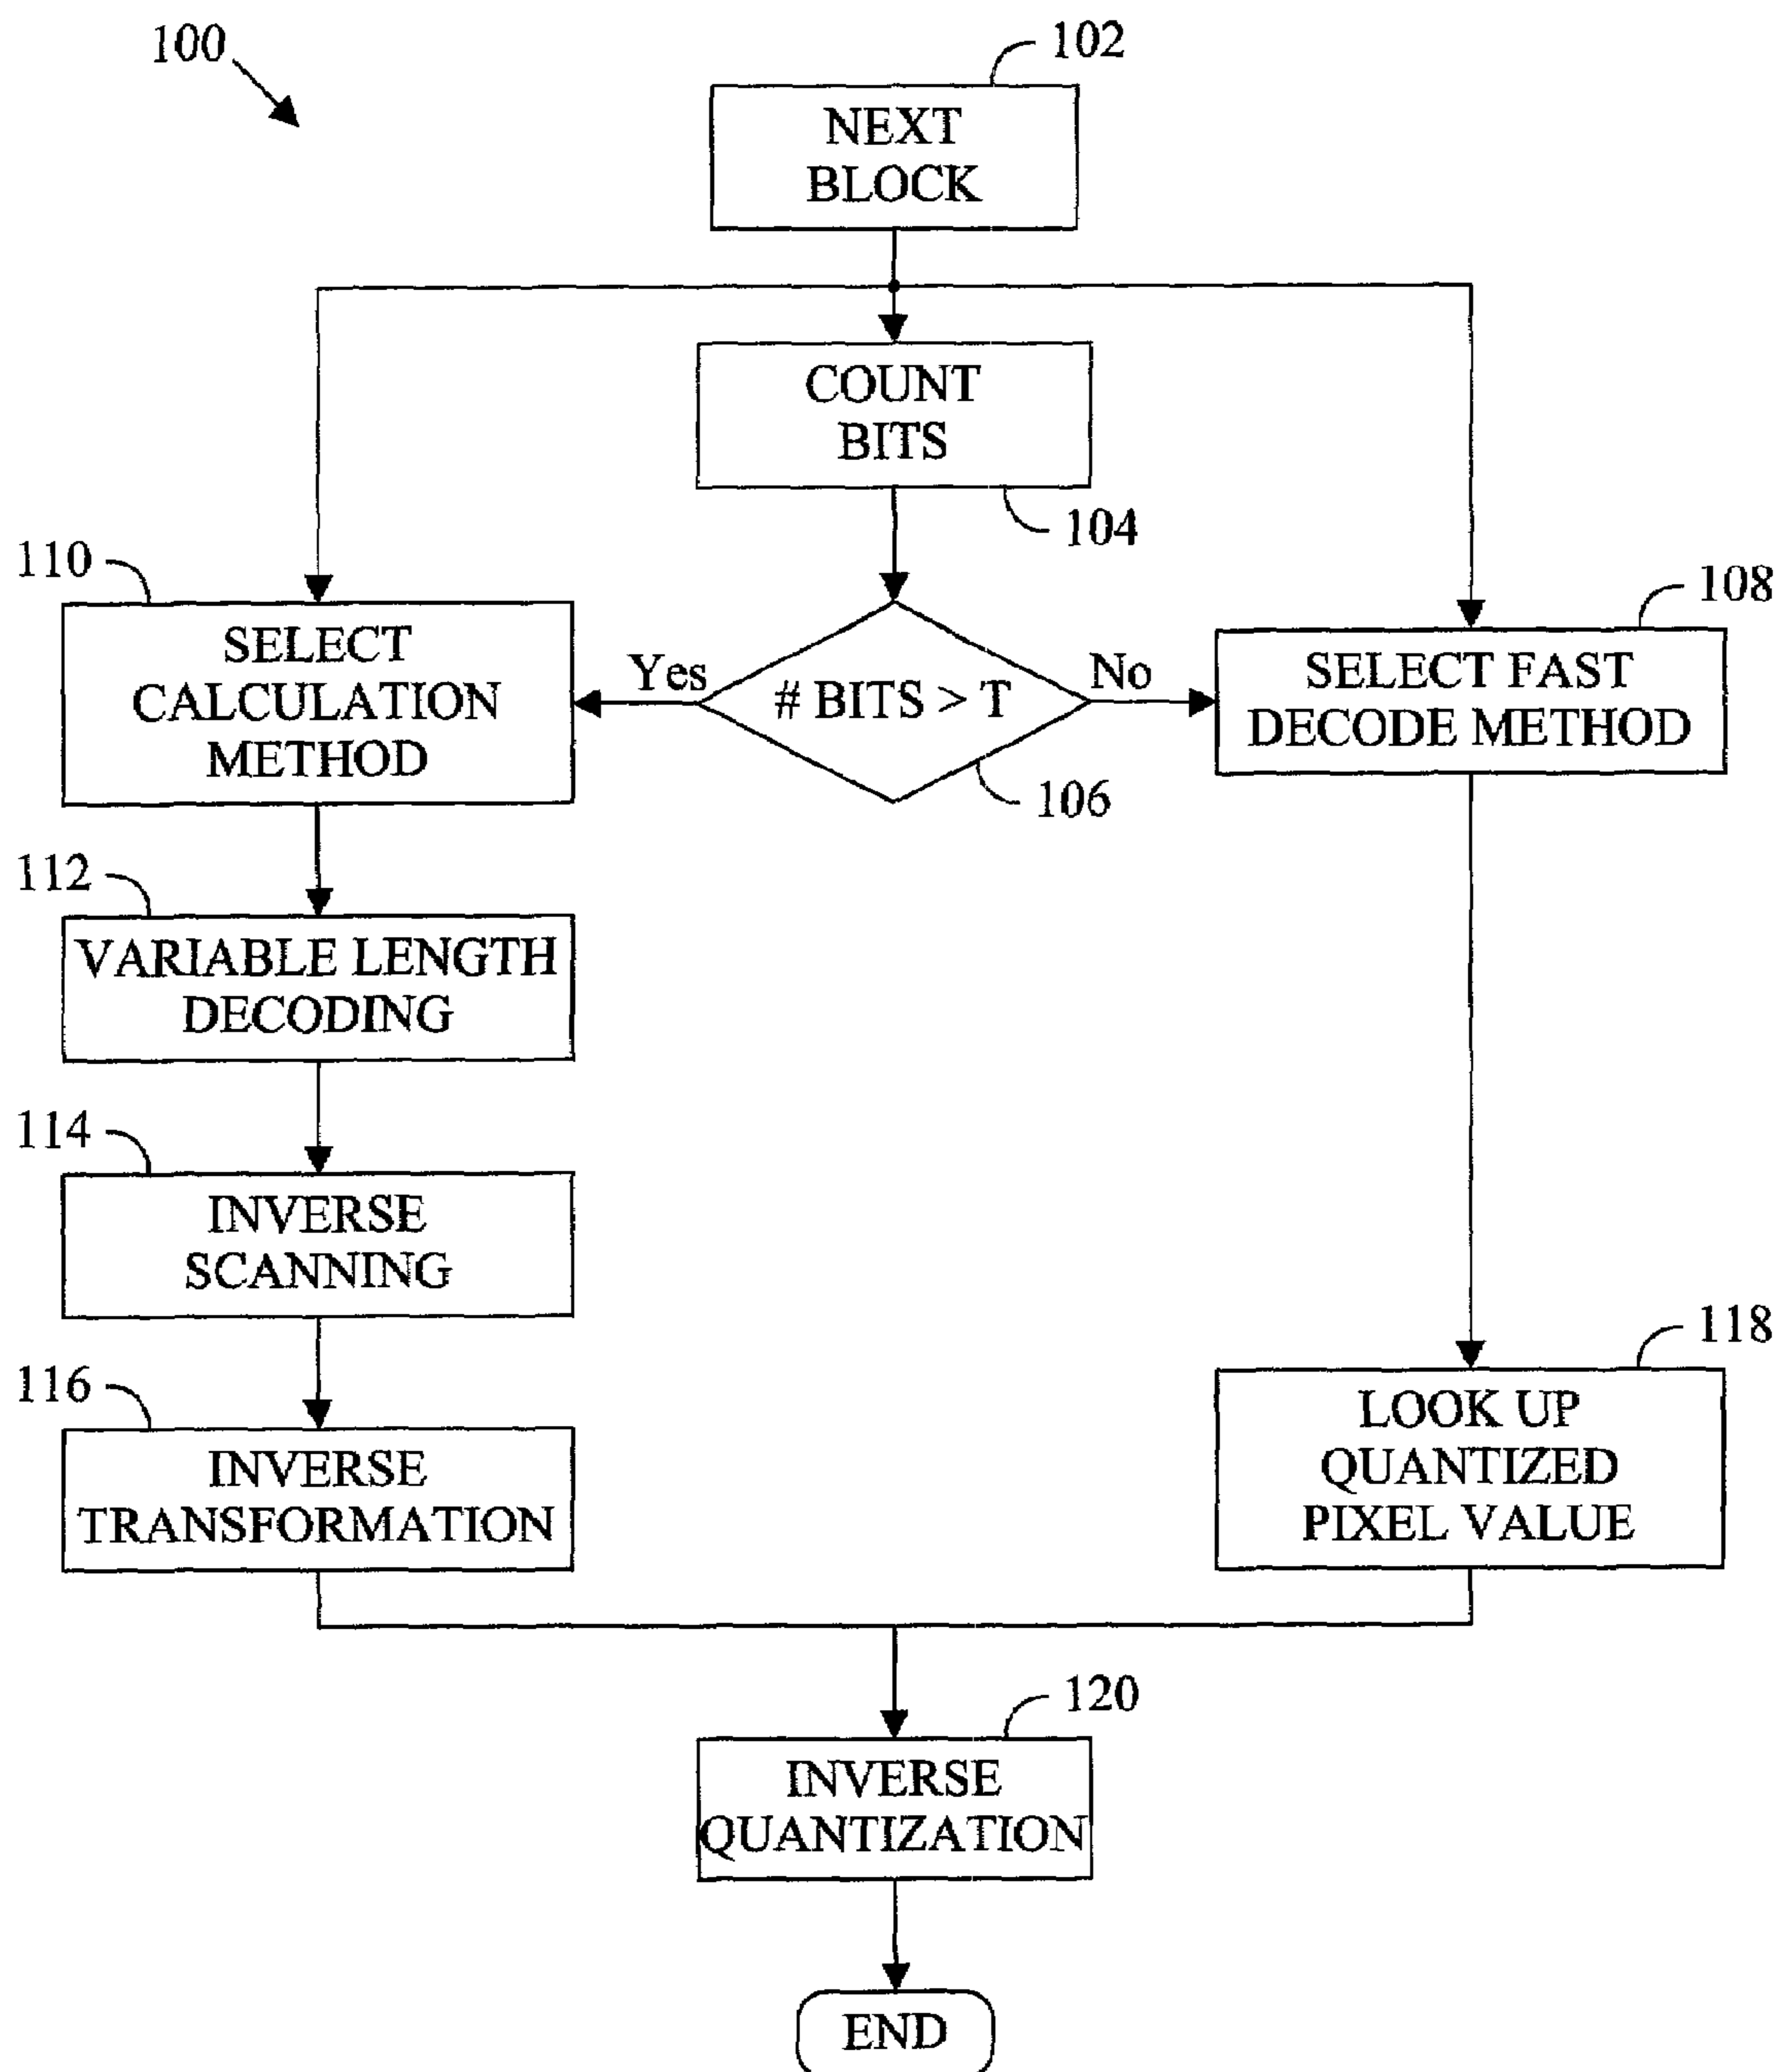 100
102
NEXT
BLOCK
COUNT
BITS
104
110
SELECT
CALCULATION
METHOD
Yes
# BITS > T
106
No
108
SELECT FAST
DECODE METHOD
112
VARIABLE LENGTH
DECODING
114
INVERSE
SCANNING
116
INVERSE
TRANSFORMATION
118
LOOK UP
QUANTIZED
PIXEL VALUE
120
INVERSE
QUANTIZATION
END